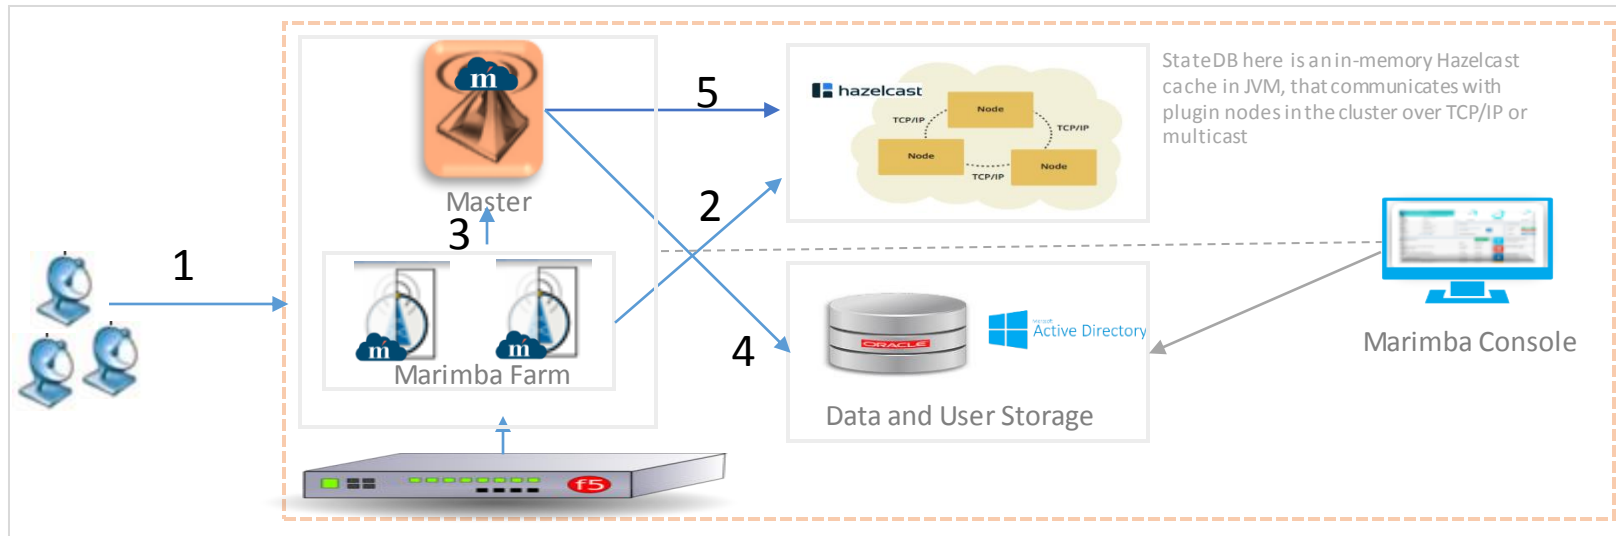 StateDB here is an in-memory Hazelcast
cache in JVM, that communicates with
plugin nodes in the cluster over TCP/IP or
multicast
hazelcast
Node
TCP/IP
TCP/IP
Node
Node
TCP/IP
ḿ
Master
5
2
3
1
4
ḿ
ḿ
Marimba Farm
ORACLE
Microsoft
Active Directory
Data and User Storage
Marimba Console
f5